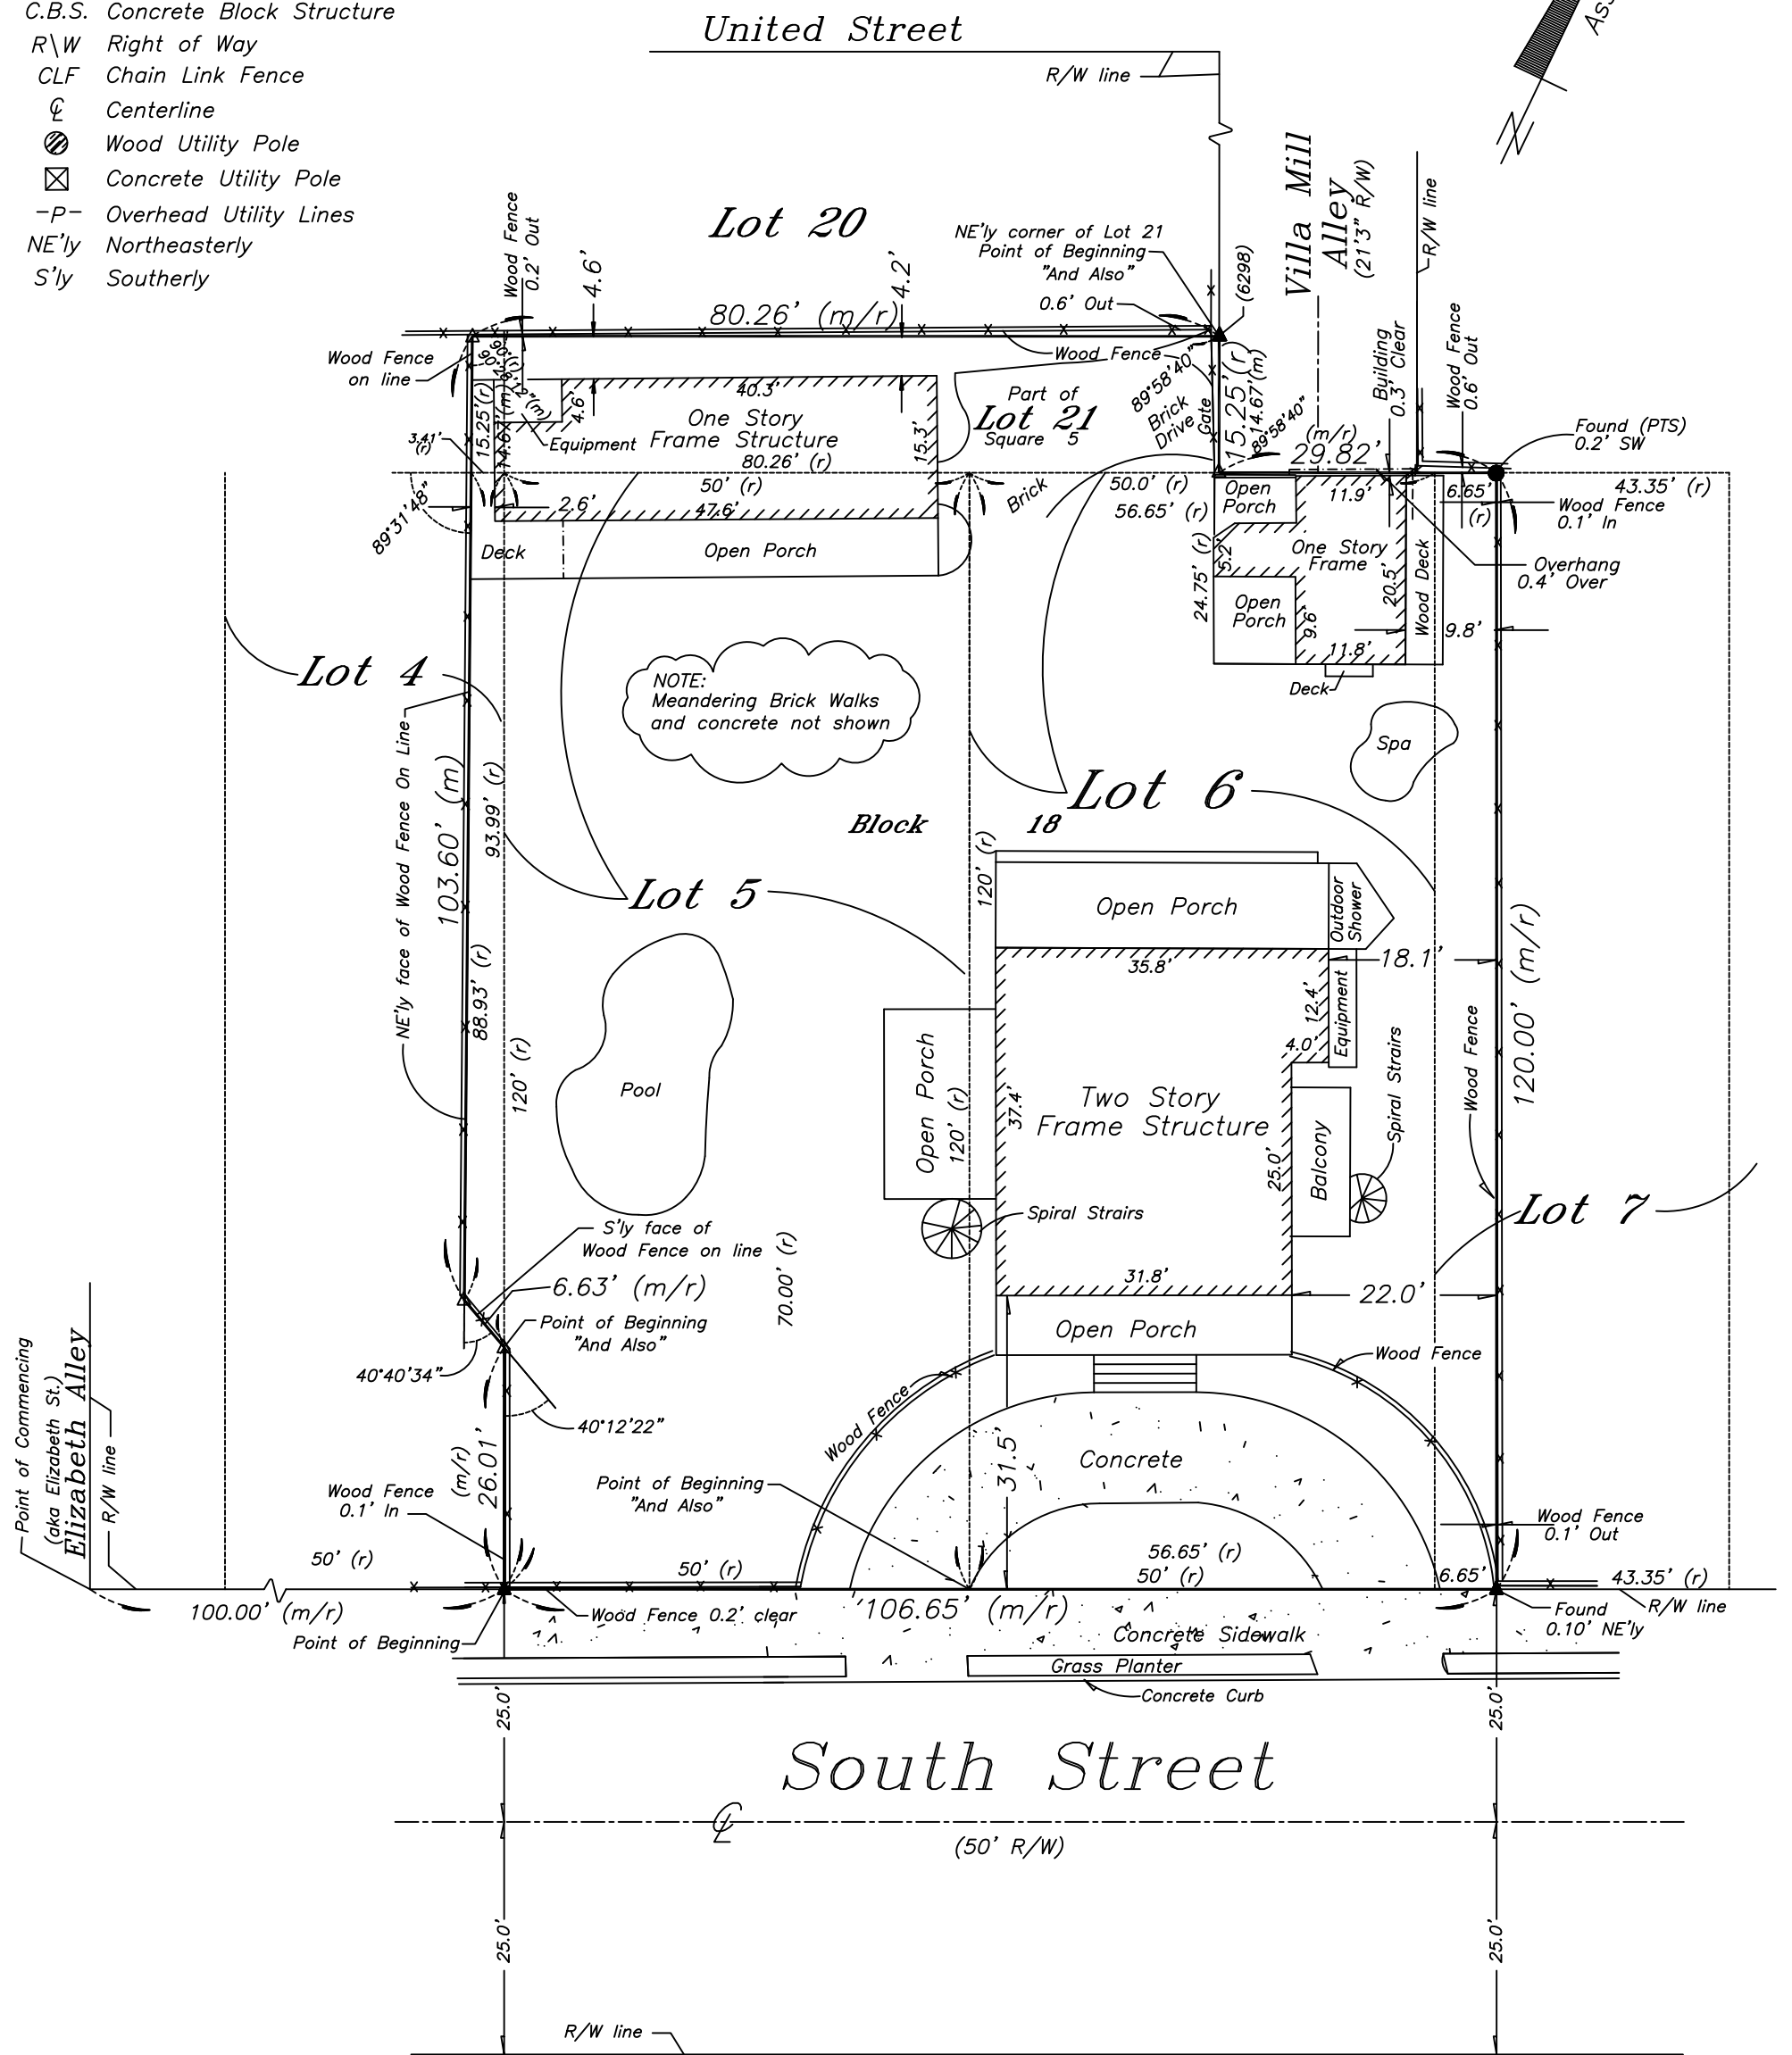 C.B.S. Concrete Block Structure
R\W Right of Way
CLF Chain Link Fence
℄ Centerline
Wood Utility Pole
Concrete Utility Pole
-P- Overhead Utility Lines
NE'ly Northeasterly
S'ly Southerly
United Street
R/W line
Ass
N
Lot 20
Wood Fence
0.2' Out
4.6'
4.2'
80.26' (m/r)
NE'ly corner of Lot 21
Point of Beginning
"And Also"
0.6' Out
(6298)
Villa Mill
Alley
(21'3" R/W)
R/W line
Building
0.3' Clear
Wood Fence
0.6' Out
Found (PTS)
0.2' SW
Wood Fence
on line
90°(r)
15.25'(r)
14.67'(m)
4.6'
40.3'
One Story
Frame Structure
Equipment
15.3'
80.26' (r)
Wood Fence
Part of
Lot 21
Square 5
89°58'40"
Brick
Drive
Gate
15.25'(r)
14.67'(m)
89°58'40"
(m/r)
29.82'
3.41'
(r)
89°31'48"
50' (r)
2.6'
47.6'
Deck
Open Porch
Brick
50.0' (r)
56.65' (r)
Open
Porch
11.9'
6.65'
(r)
43.35' (r)
Wood Fence
0.1' In
24.75' (r)
5.2'
One Story
Frame
20.5'
Wood Deck
Overhang
0.4' Over
Open
Porch
9.6'
11.8'
9.8'
Deck
Lot 4
NOTE:
Meandering Brick Walks
and concrete not shown
Spa
NE'ly face of Wood Fence On Line
103.60' (m)
93.99' (r)
Lot 6
Block 18
120' (r)
Lot 5
Open Porch
Outdoor
Shower
88.93' (r)
120' (r)
35.8'
18.1'
12.4'
Equipment
4.0'
Pool
Open Porch
120' (r)
37.4'
Two Story
Frame Structure
25.0'
Balcony
Spiral Strairs
Wood Fence
120.00' (m/r)
Lot 7
Spiral Strairs
S'ly face of
Wood Fence on line
6.63' (m/r)
70.00' (r)
31.8'
22.0'
Open Porch
Point of Beginning
"And Also"
40°40'34"
40°12'22"
Wood Fence
Wood Fence
Point of Commencing
(aka Elizabeth St.)
Elizabeth Alley
R/W line
(m/r)
26.01'
Wood Fence
0.1' In
Point of Beginning
"And Also"
31.5'
Concrete
Wood Fence
0.1' Out
50' (r)
50' (r)
56.65' (r)
50' (r)
6.65'
43.35' (r)
100.00' (m/r)
Wood Fence 0.2' clear
106.65' (m/r)
R/W line
Found
0.10' NE'ly
Point of Beginning
Concrete Sidewalk
Grass Planter
Concrete Curb
25.0'
25.0'
South Street
℄
(50' R/W)
25.0'
25.0'
R/W line